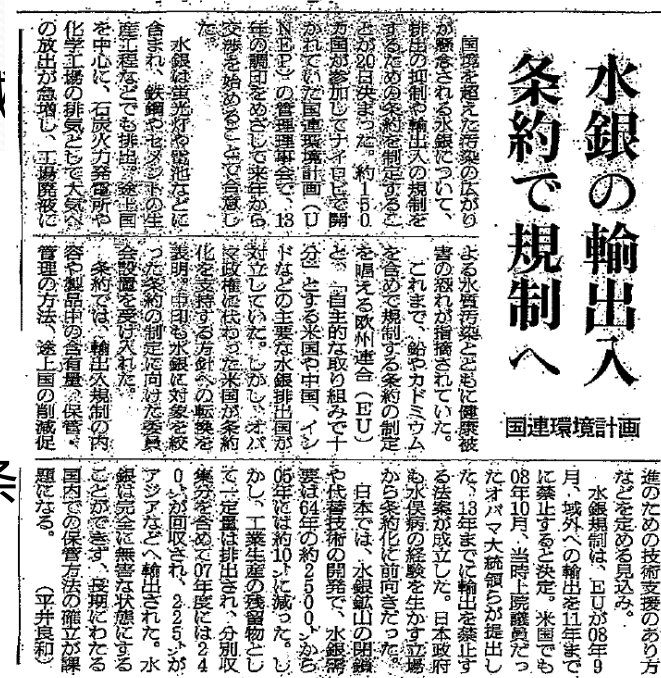 水銀の輸出入
条約で規制へ
国連環境計画
国境を超えた汚染の広がり
が懸念される水銀について、
排出の抑制や輸出入の規制を
するための条約を制定するこ
とが20日決まった。約150
カ国が参加してナイロビで開
かれていた国連環境計画(U
NEP)の管理理事会で、13
年の調印をめざして来年から
交渉を始めることで合意し
た。
水銀は蛍光灯や電池などに
含まれ、鉄鋼やセメントの生
産工程などでも排出。途上国
を中心に、石炭火力発電所や
化学工場の排気として大気へ
の放出が急増し、工場廃液に
よる水質汚染とともに健康被
害の恐れが指摘されていた。
これまで、鉛やカドミウム
を含めて規制する条約の制定
を唱える欧州連合(EU)
と、「自主的な取り組みで十
分」とする米国や中国、イン
ドなどの主要な水銀排出国が
対立していた。しかし、オバ
マ政権に代わった米国が条約
化を支持する方針への転換を
表明。中印も水銀に対象を絞
った条約の制定に向けた委員
会設置を受け入れた。
条約では、輸出入規制の内
容や製品中の含有量、保管・
管理の方法、途上国の削減促
進のための技術支援のあり方
などを定める見込み。
水銀規制は、EUが08年9
月、域外への輸出を11年まで
に禁止すると決定。米国でも
08年10月、当時上院議員だっ
たオバマ大統領らが提出し
た、13年までに輸出を禁止す
る法案が成立した。日本政府
も水俣病の経験を生かす立場
から条約化に前向きだった。
日本では、水銀鉱山の閉鎖
や代替技術の開発で、水銀需
要は64年の約2500㌧から
05年には約10㌧に減った。し
かし、工業生産の残留物とし
て一定量は排出され、分別収
集分を含めて07年度には24
0㌧が回収され、225㌧が
アジアなどへ輸出された。水
銀は完全に無害な状態にする
ことができず、長期にわたる
国内での保管方法の確立が課
題になる。 (平井良和)